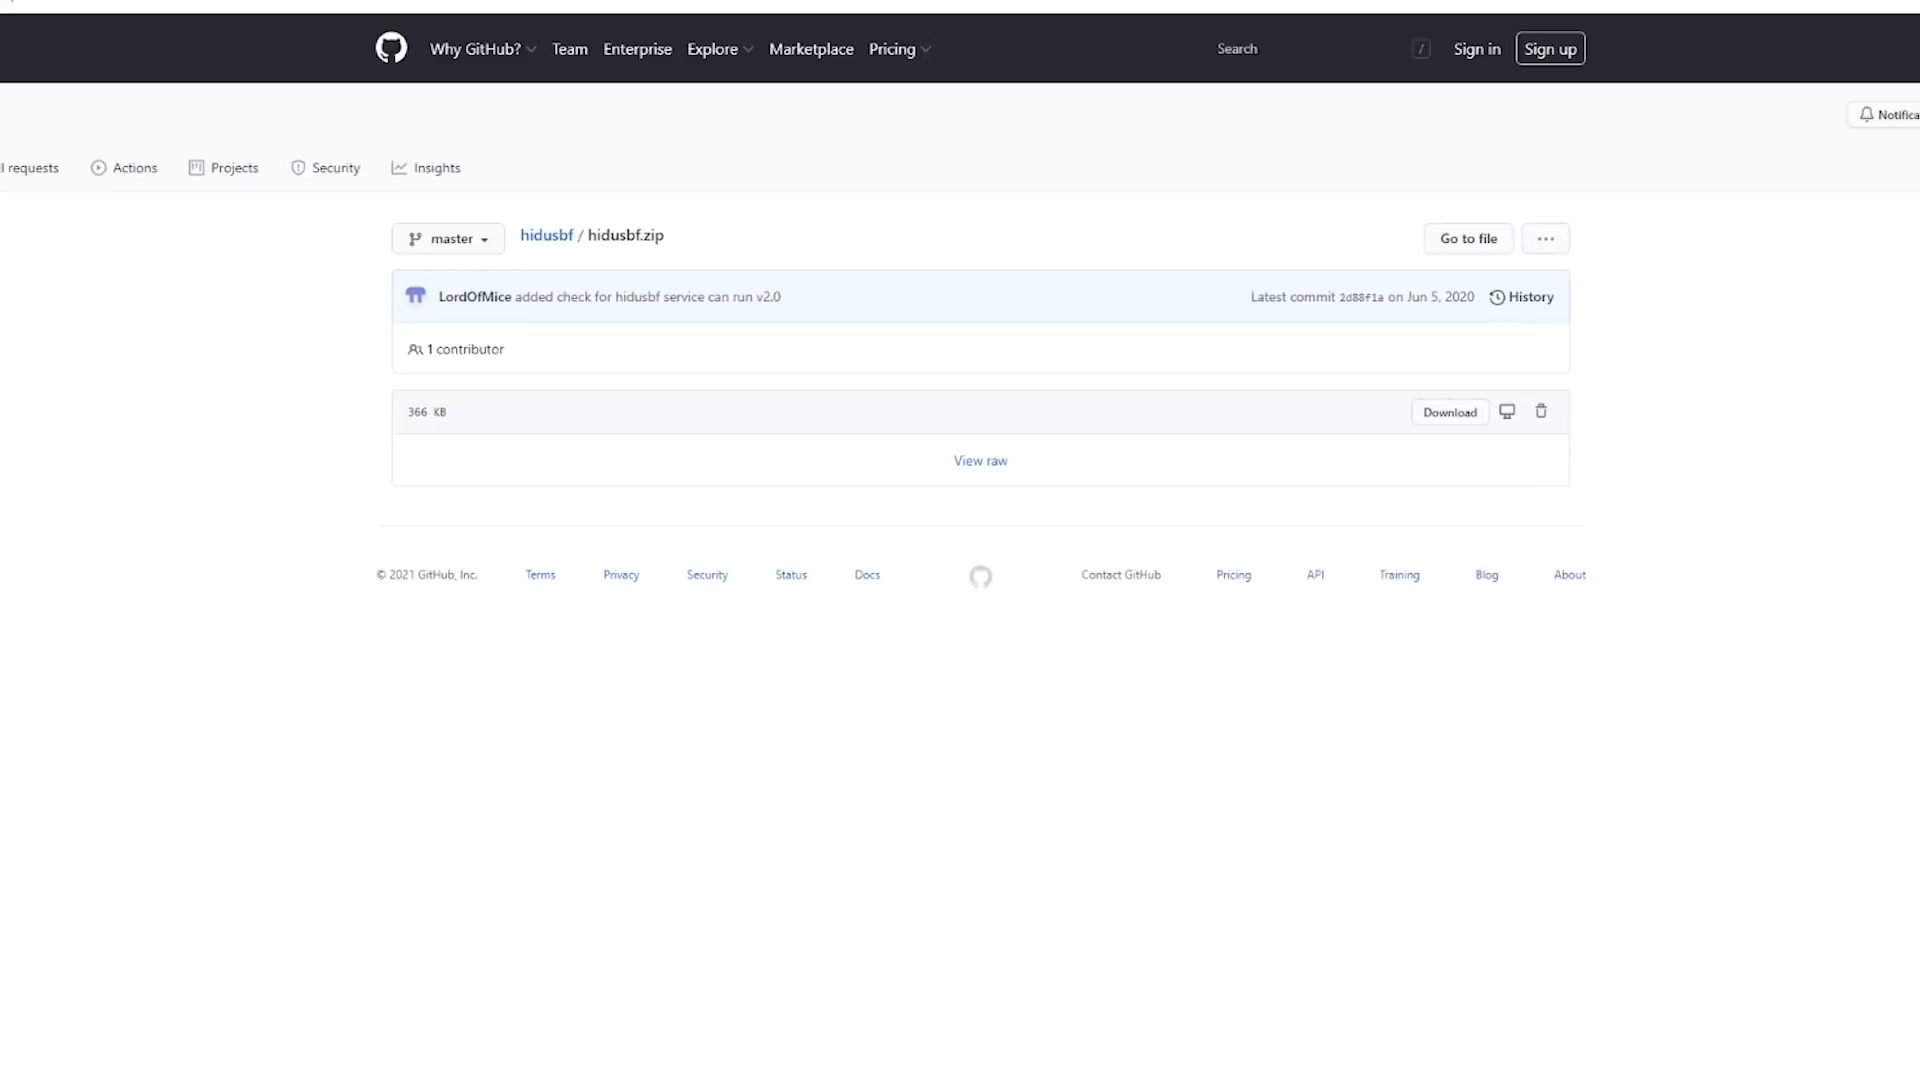 Why GitHub? Team Enterprise Explore Marketplace Pricing Search / Sign in Sign up
Notifica
l requests Actions Projects Security Insights
master hidusbf / hidusbf.zip Go to file ...
LordOfMice added check for hidusbf service can run v2.0 Latest commit 2d88f1a on Jun 5, 2020 History
1 contributor
366 KB Download
View raw
© 2021 GitHub, Inc. Terms Privacy Security Status Docs Contact GitHub Pricing API Training Blog About